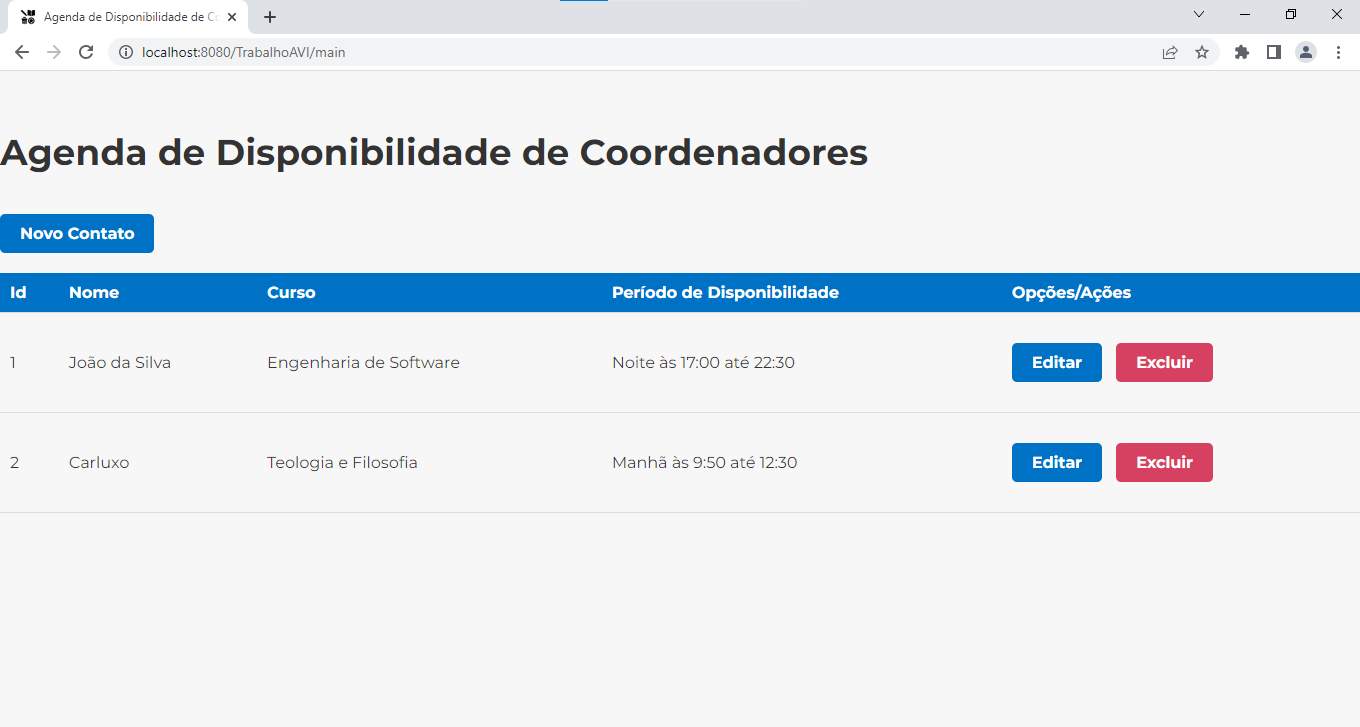 Agenda de Disponibilidade de C
localhost:8080/TrabalhoAVI/main
Agenda de Disponibilidade de Coordenadores
Novo Contato
Id Nome Curso Período de Disponibilidade Opções/Ações
1 João da Silva Engenharia de Software Noite às 17:00 até 22:30 Editar Excluir
2 Carluxo Teologia e Filosofia Manhã às 9:50 até 12:30 Editar Excluir